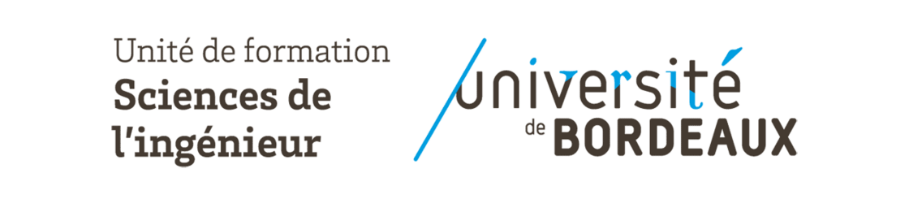 Unité de formation
Sciences de
l'ingénieur
université
de BORDEAUX